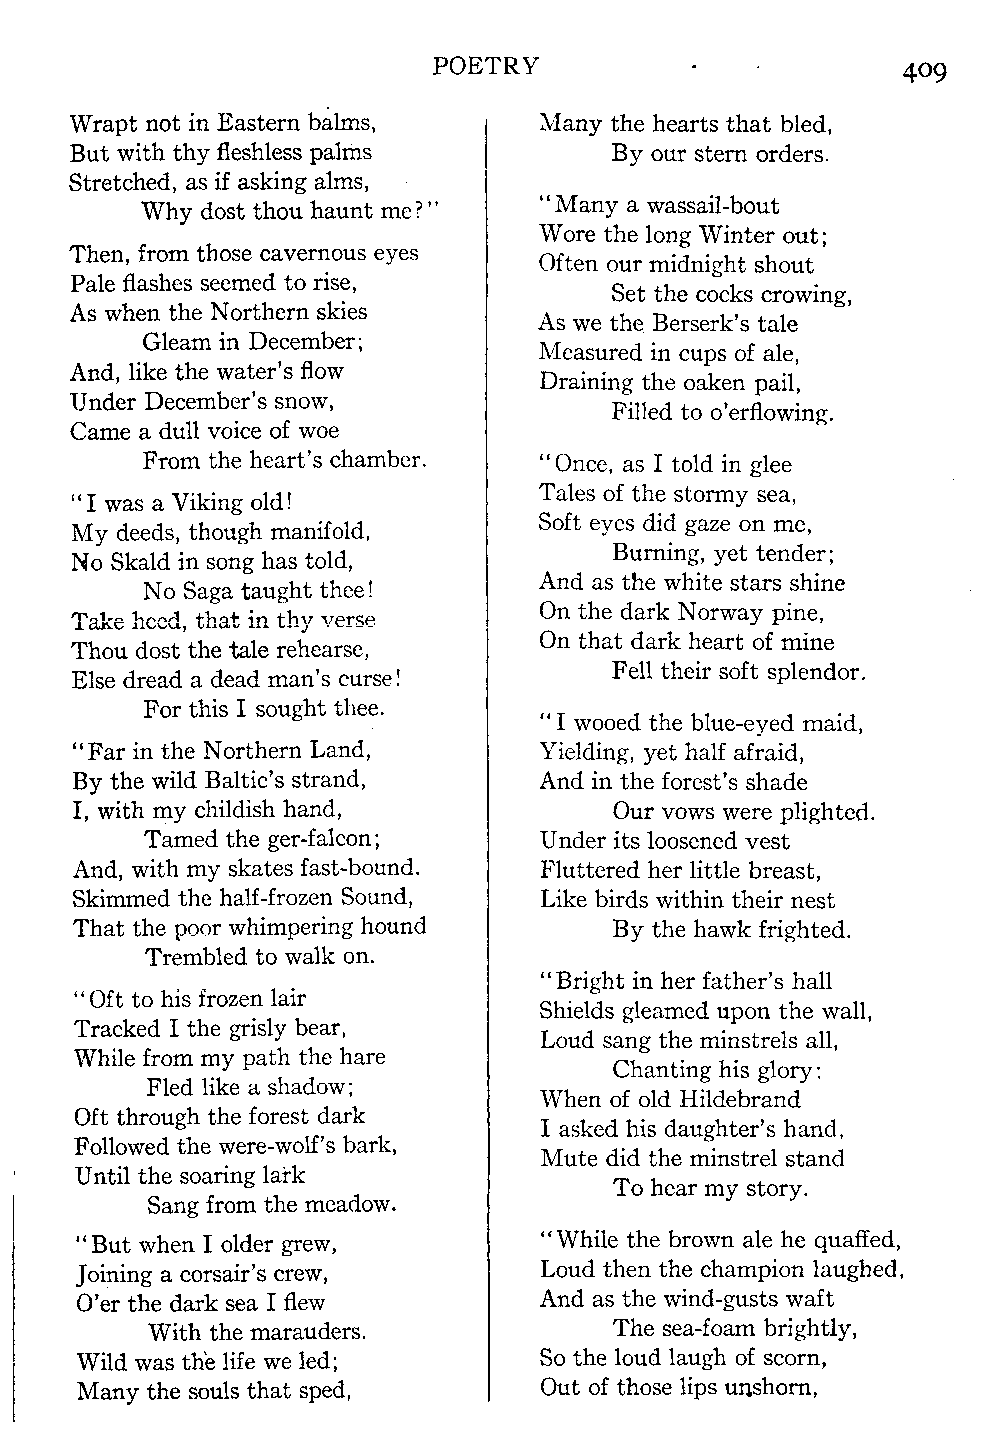 POETRY 409
Wrapt not in Eastern balms,
But with thy fleshless palms
Stretched, as if asking alms,
Why dost thou haunt me?"
Then, from those cavernous eyes
Pale flashes seemed to rise,
As when the Northern skies
Gleam in December;
And, like the water's flow
Under December's snow,
Came a dull voice of woe
From the heart's chamber.
"I was a Viking old!
My deeds, though manifold,
No Skald in song has told,
No Saga taught thee!
Take heed, that in thy verse
Thou dost the tale rehearse,
Else dread a dead man's curse!
For this I sought thee.
"Far in the Northern Land,
By the wild Baltic's strand,
I, with my childish hand,
Tamed the ger-falcon;
And, with my skates fast-bound.
Skimmed the half-frozen Sound,
That the poor whimpering hound
Trembled to walk on.
"Oft to his frozen lair
Tracked I the grisly bear,
While from my path the hare
Fled like a shadow;
Oft through the forest dark
Followed the were-wolf's bark,
Until the soaring lark
Sang from the meadow.
"But when I older grew,
Joining a corsair's crew,
O'er the dark sea I flew
With the marauders.
Wild was the life we led;
Many the souls that sped,
Many the hearts that bled,
By our stern orders.
"Many a wassail-bout
Wore the long Winter out;
Often our midnight shout
Set the cocks crowing,
As we the Berserk's tale
Measured in cups of ale,
Draining the oaken pail,
Filled to o'erflowing.
"Once, as I told in glee
Tales of the stormy sea,
Soft eyes did gaze on me,
Burning, yet tender;
And as the white stars shine
On the dark Norway pine,
On that dark heart of mine
Fell their soft splendor.
"I wooed the blue-eyed maid,
Yielding, yet half afraid,
And in the forest's shade
Our vows were plighted.
Under its loosened vest
Fluttered her little breast,
Like birds within their nest
By the hawk frighted.
"Bright in her father's hall
Shields gleamed upon the wall,
Loud sang the minstrels all,
Chanting his glory;
When of old Hildebrand
I asked his daughter's hand,
Mute did the minstrel stand
To hear my story.
"While the brown ale he quaffed,
Loud then the champion laughed,
And as the wind-gusts waft
The sea-foam brightly,
So the loud laugh of scorn,
Out of those lips unshorn,